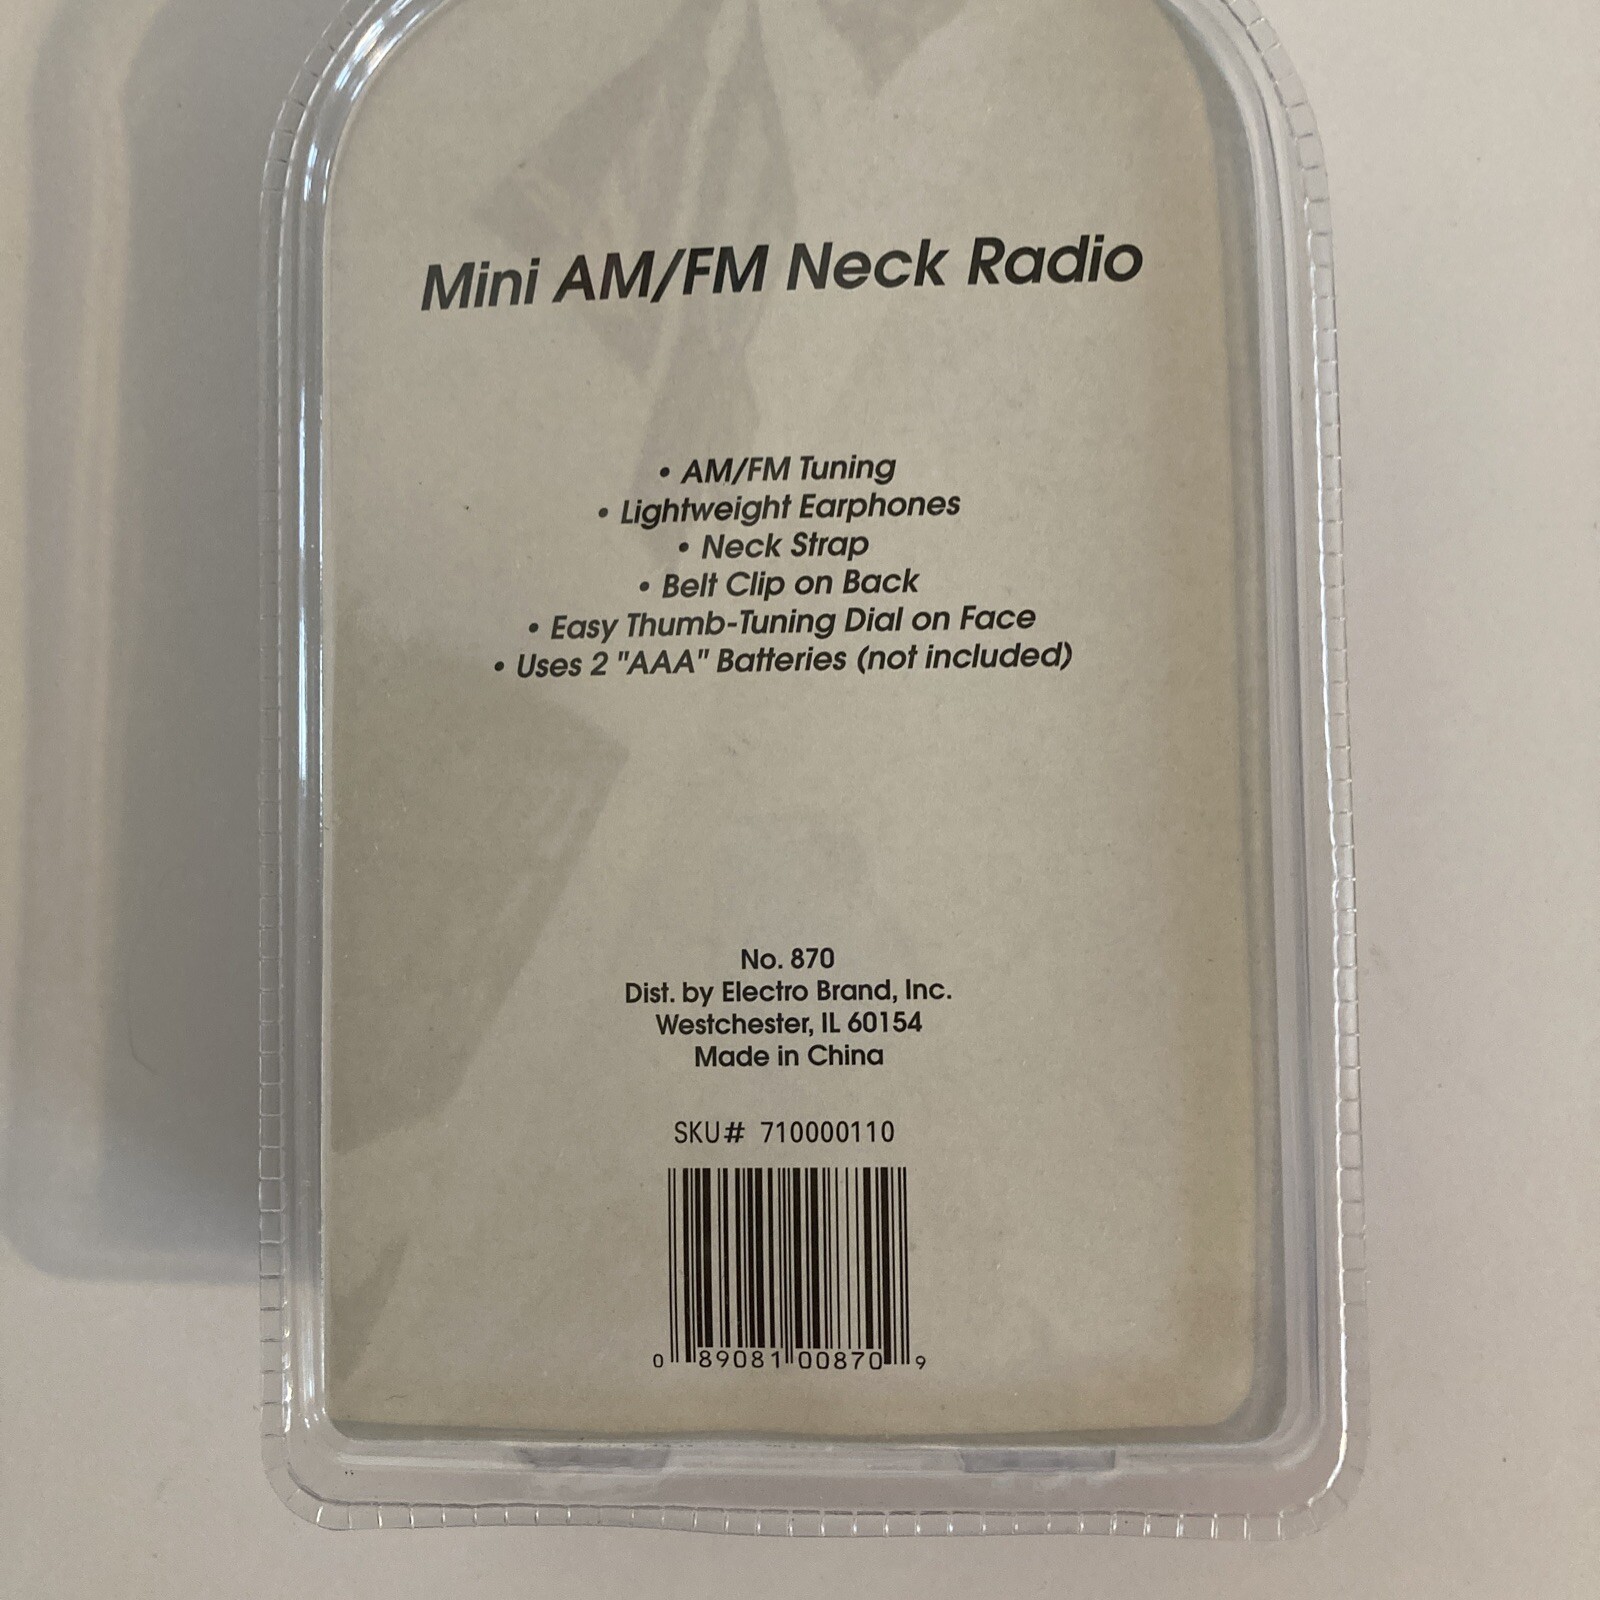 Mini AM/FM Neck Radio
• AM/FM Tuning
• Lightweight Earphones
• Neck Strap
• Belt Clip on Back
• Easy Thumb-Tuning Dial on Face
• Uses 2 "AAA" Batteries (not included)
No. 870
Dist. by Electro Brand, Inc.
Westchester, IL 60154
Made in China
SKU# 710000110
0 89081 00870 9